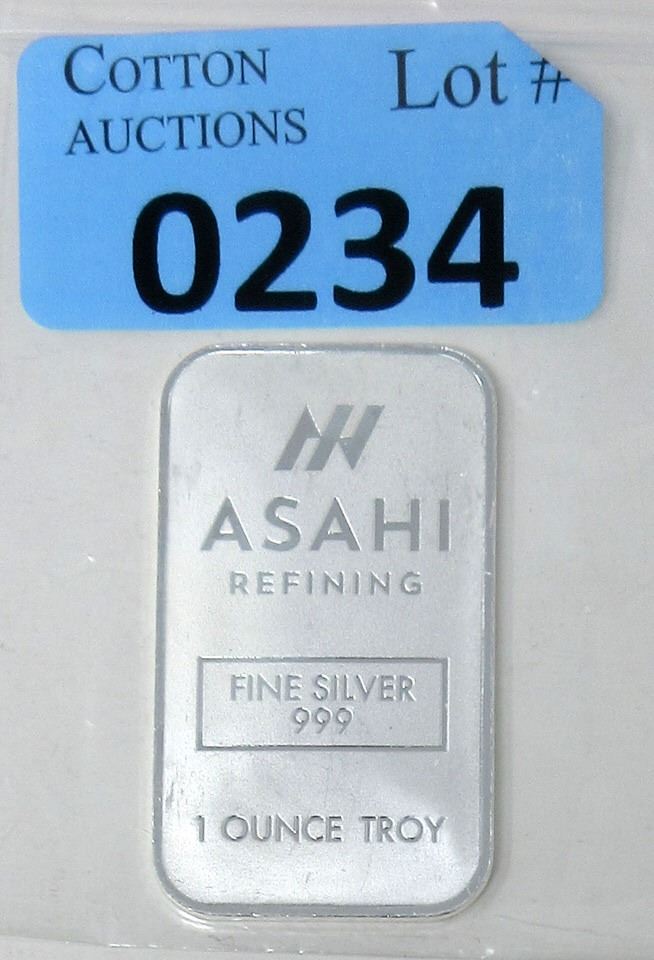 COTTON
AUCTIONS
Lot #
0234
ASAHI
REFINING
FINE SILVER
999
1 OUNCE TROY